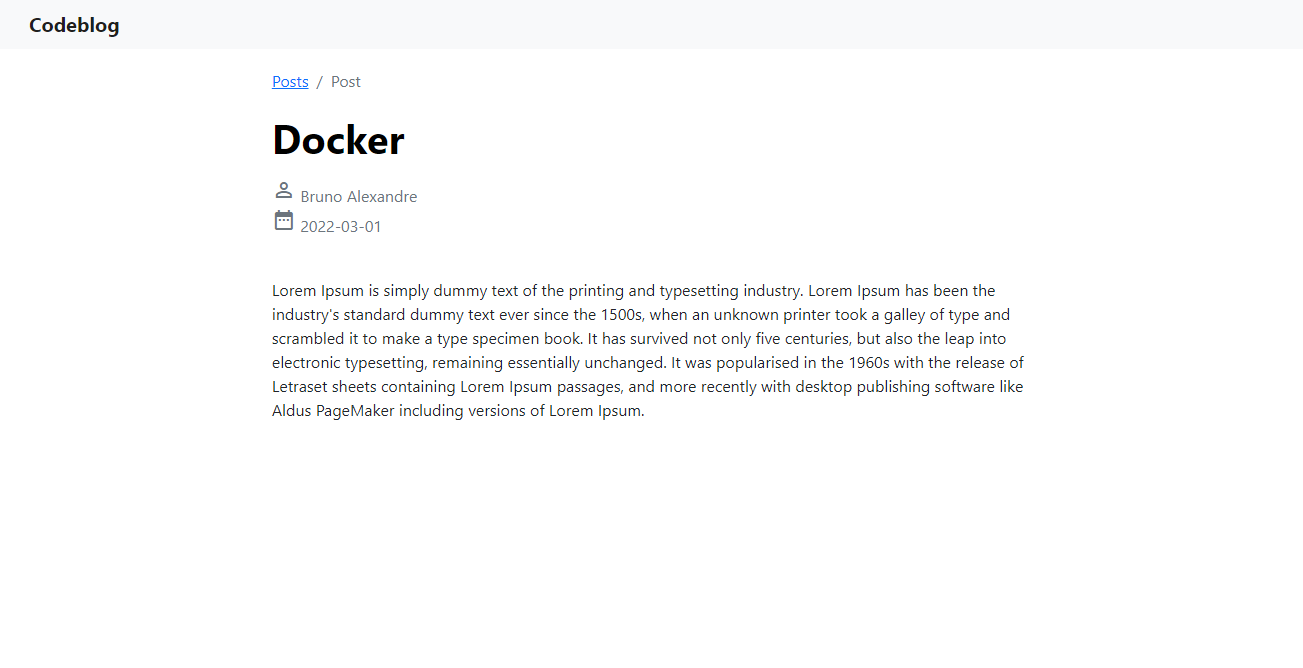 Codeblog
Posts / Post
Docker
Bruno Alexandre
2022-03-01
Lorem Ipsum is simply dummy text of the printing and typesetting industry. Lorem Ipsum has been the
industry's standard dummy text ever since the 1500s, when an unknown printer took a galley of type and
scrambled it to make a type specimen book. It has survived not only five centuries, but also the leap into
electronic typesetting, remaining essentially unchanged. It was popularised in the 1960s with the release of
Letraset sheets containing Lorem Ipsum passages, and more recently with desktop publishing software like
Aldus PageMaker including versions of Lorem Ipsum.